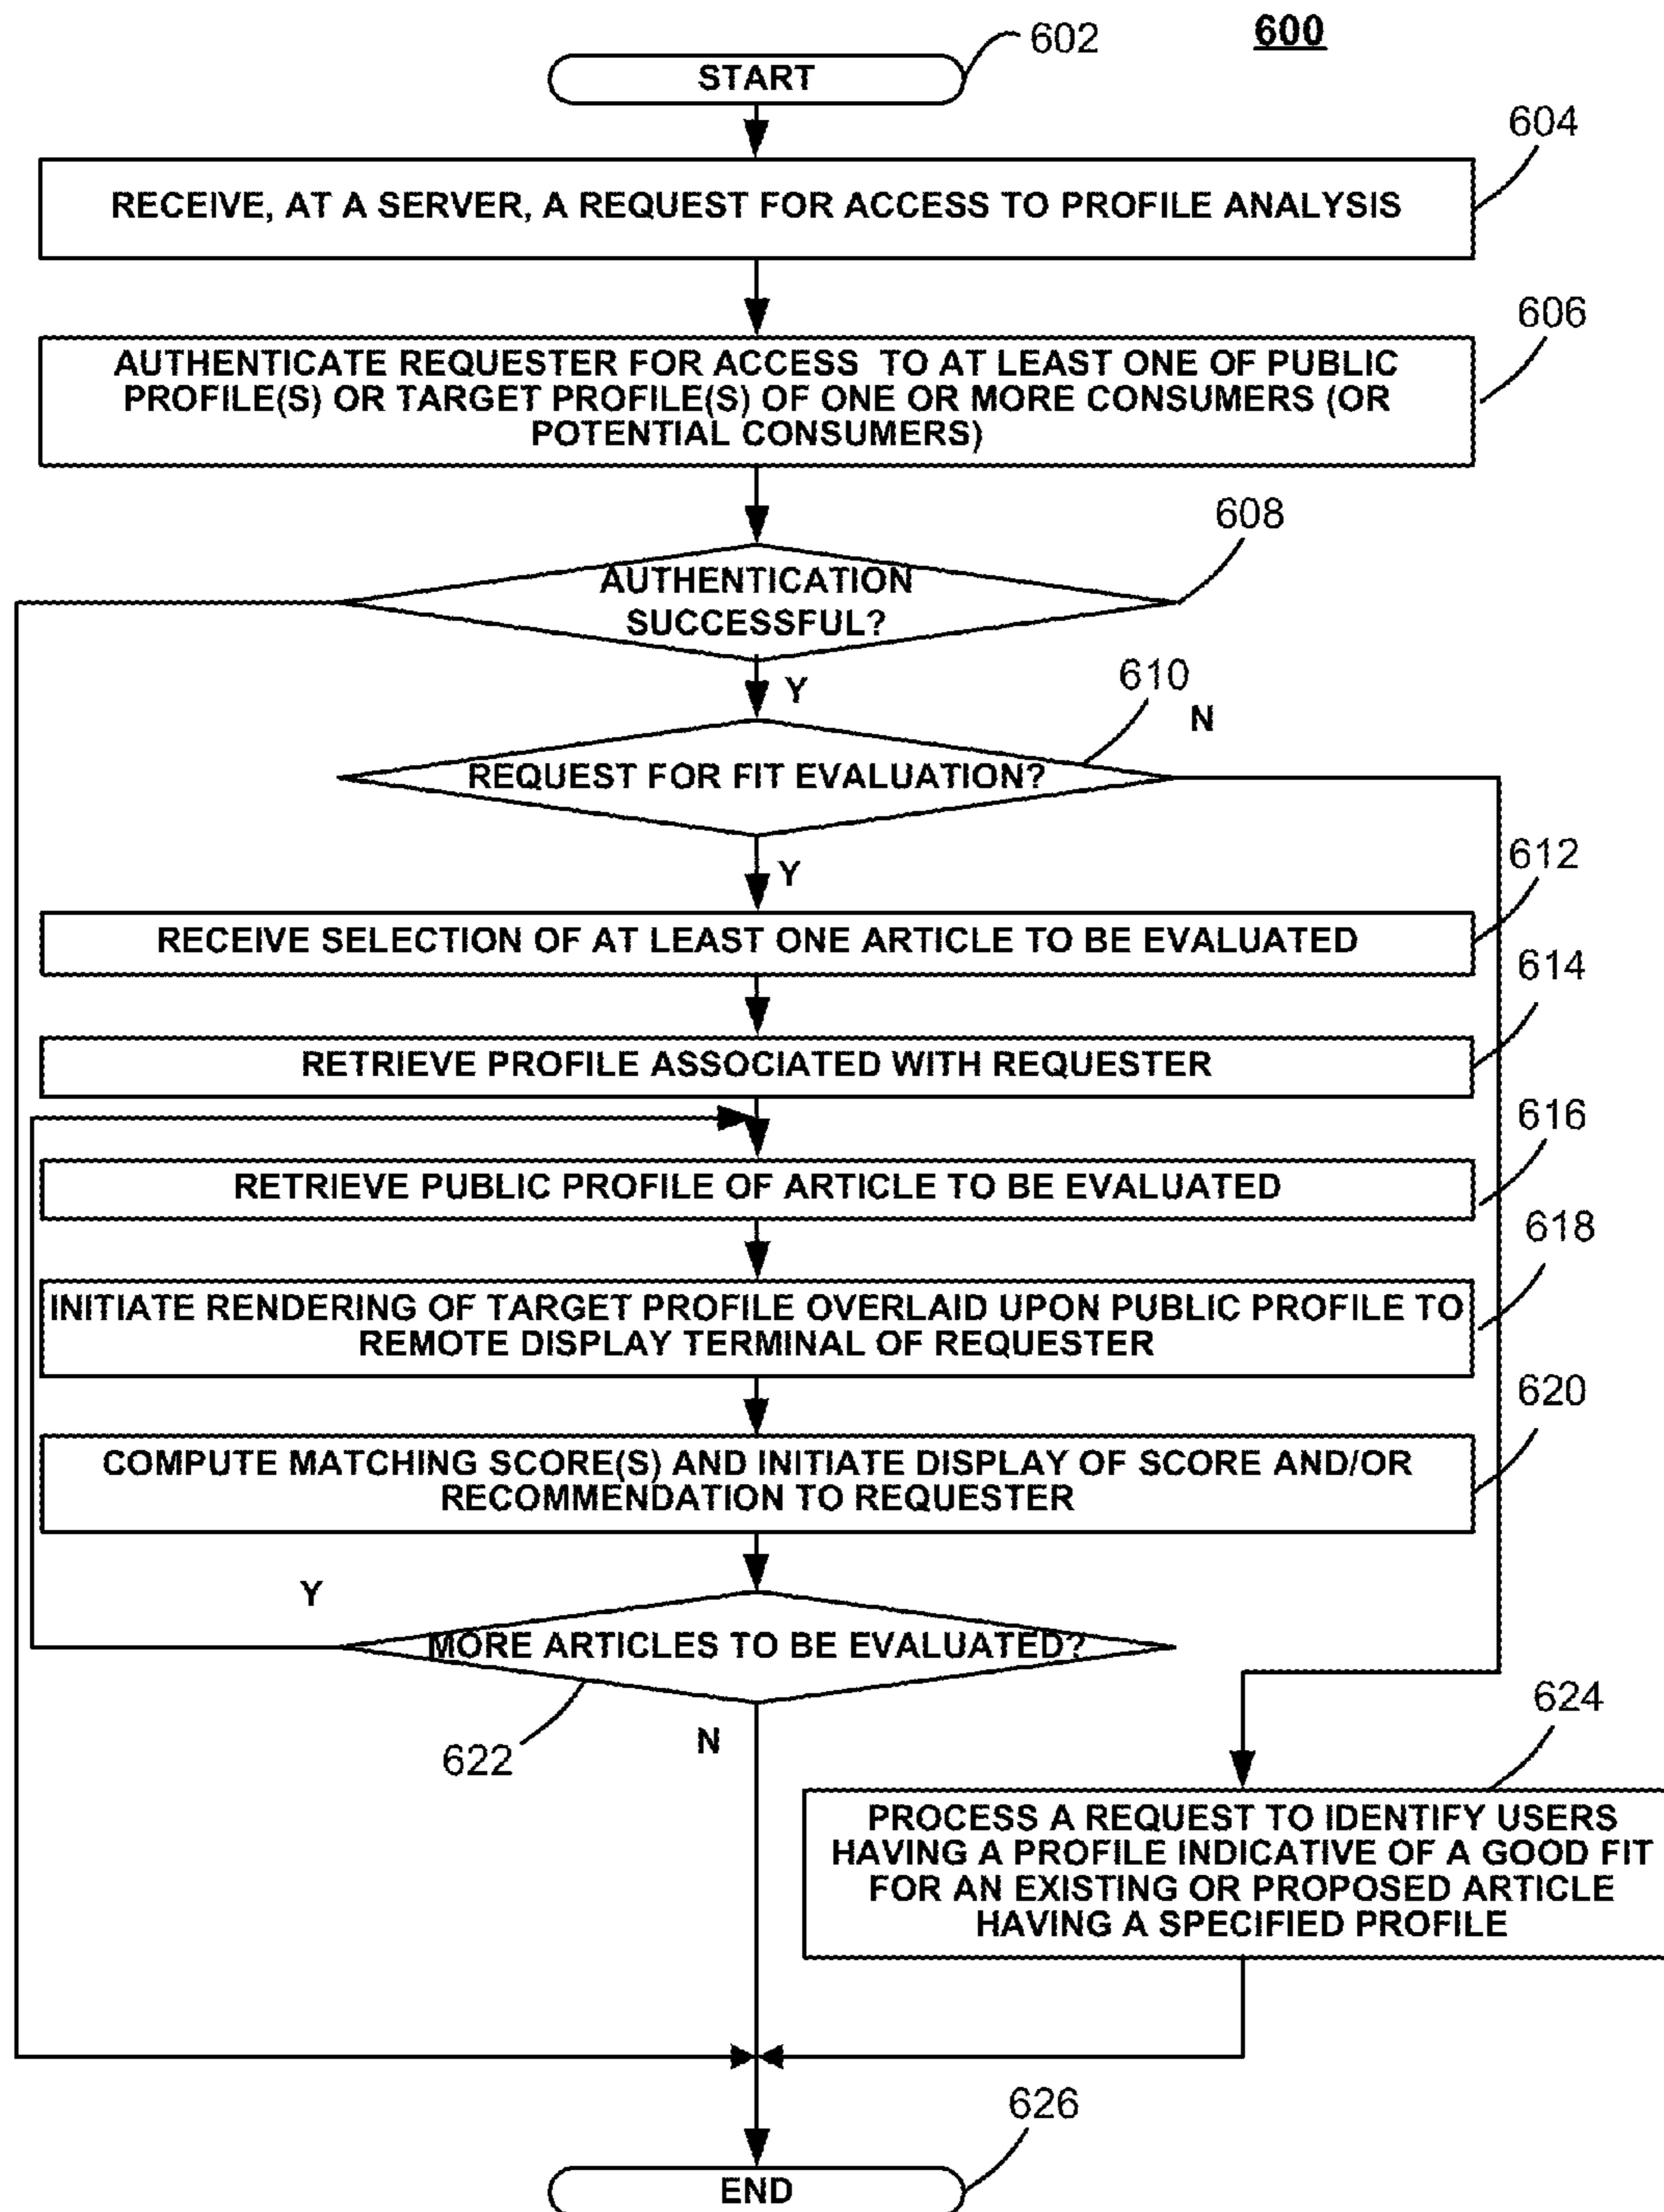 600
602
START
604
RECEIVE, AT A SERVER, A REQUEST FOR ACCESS TO PROFILE ANALYSIS
606
AUTHENTICATE REQUESTER FOR ACCESS TO AT LEAST ONE OF PUBLIC
PROFILE(S) OR TARGET PROFILE(S) OF ONE OR MORE CONSUMERS (OR
POTENTIAL CONSUMERS)
608
AUTHENTICATION
SUCCESSFUL?
Y
610
N
REQUEST FOR FIT EVALUATION?
Y
612
RECEIVE SELECTION OF AT LEAST ONE ARTICLE TO BE EVALUATED
614
RETRIEVE PROFILE ASSOCIATED WITH REQUESTER
616
RETRIEVE PUBLIC PROFILE OF ARTICLE TO BE EVALUATED
618
INITIATE RENDERING OF TARGET PROFILE OVERLAID UPON PUBLIC PROFILE TO
REMOTE DISPLAY TERMINAL OF REQUESTER
620
COMPUTE MATCHING SCORE(S) AND INITIATE DISPLAY OF SCORE AND/OR
RECOMMENDATION TO REQUESTER
Y
MORE ARTICLES TO BE EVALUATED?
622
N
624
PROCESS A REQUEST TO IDENTIFY USERS
HAVING A PROFILE INDICATIVE OF A GOOD FIT
FOR AN EXISTING OR PROPOSED ARTICLE
HAVING A SPECIFIED PROFILE
626
END